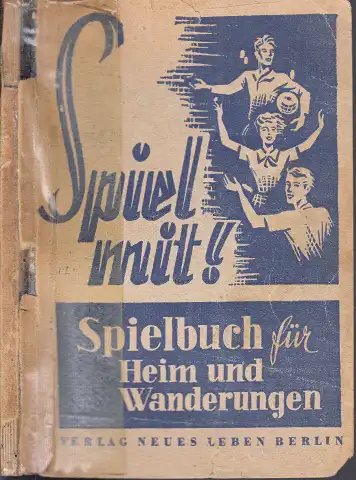 Spiel
mit!
Spielbuch für
Heim und
Wanderungen
VERLAG NEUES LEBEN BERLIN